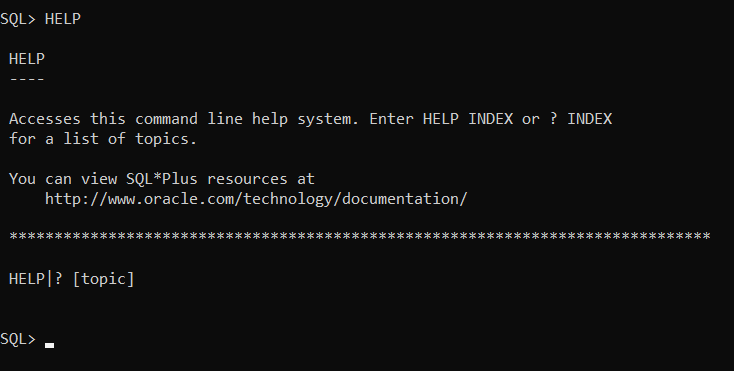 SQL> HELP
HELP
----
Accesses this command line help system. Enter HELP INDEX or ? INDEX
for a list of topics.
You can view SQL*Plus resources at
http://www.oracle.com/technology/documentation/
******************************************************************************
HELP|? [topic]
SQL>